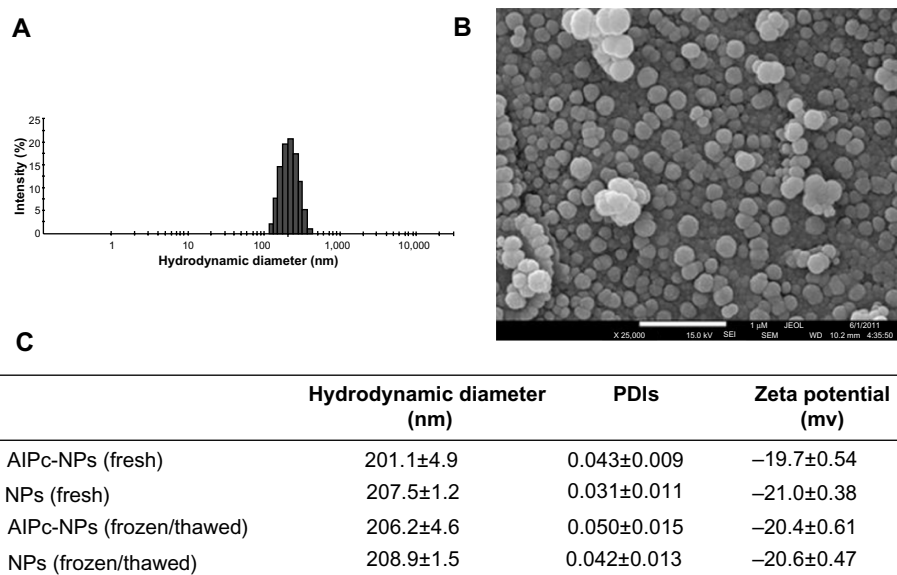 A
B
25
20
15
10
5
0
Intensity (%)
1 10 100 1,000 10,000
Hydrodynamic diameter (nm)
X 25,000 15.0 kV SEI 1 µM SEM JEOL WD 10.2 mm 6/1/2011 4:35:50
C
Hydrodynamic diameter (nm) PDIs Zeta potential (mv)
AlPc-NPs (fresh) 201.1±4.9 0.043±0.009 –19.7±0.54
NPs (fresh) 207.5±1.2 0.031±0.011 –21.0±0.38
AlPc-NPs (frozen/thawed) 206.2±4.6 0.050±0.015 –20.4±0.61
NPs (frozen/thawed) 208.9±1.5 0.042±0.013 –20.6±0.47